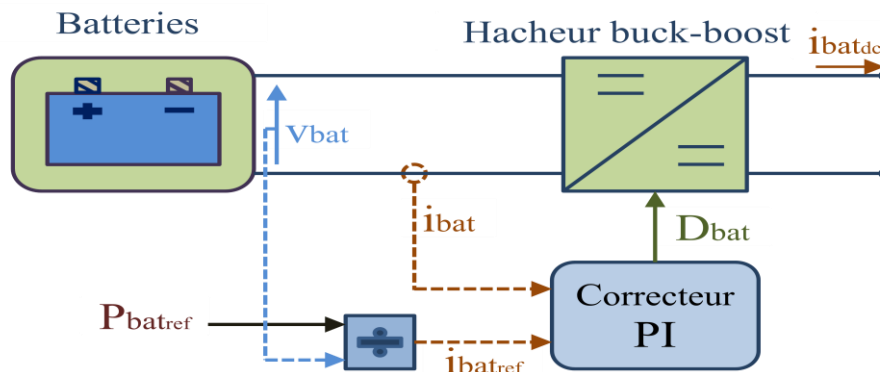 Batteries
Hacheur buck-boost
ibatdc
+ −
vbat
ibat
Dbat
Correcteur
PI
Pbatref
÷
ibatref